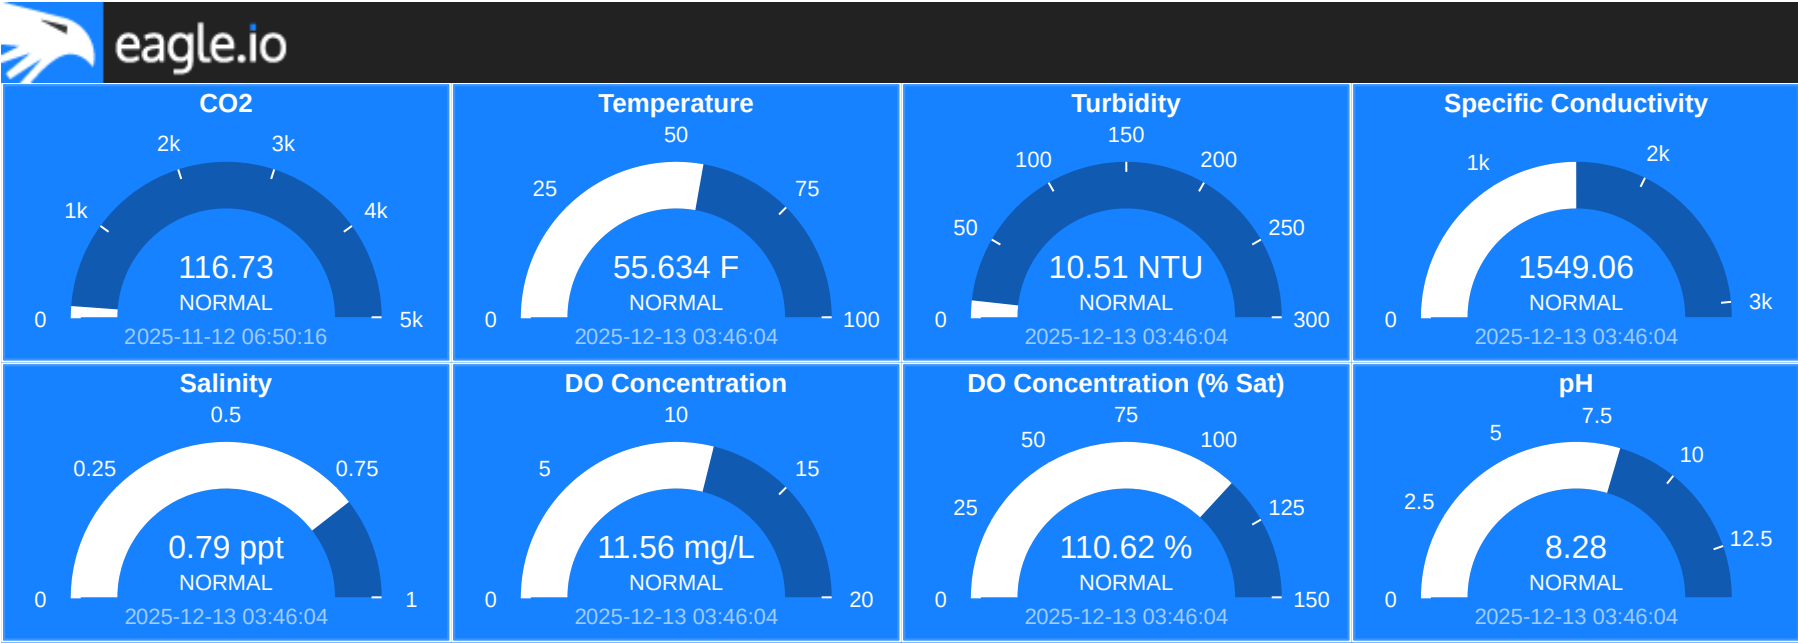 eagle.io
CO2
0
1k
2k
3k
4k
5k
116.73
NORMAL
2025-11-12 06:50:16
Temperature
0
25
50
75
100
55.634 F
NORMAL
2025-12-13 03:46:04
Turbidity
0
50
100
150
200
250
300
10.51 NTU
NORMAL
2025-12-13 03:46:04
Specific Conductivity
0
1k
2k
3k
1549.06
NORMAL
2025-12-13 03:46:04
Salinity
0
0.25
0.5
0.75
1
0.79 ppt
NORMAL
2025-12-13 03:46:04
DO Concentration
0
5
10
15
20
11.56 mg/L
NORMAL
2025-12-13 03:46:04
DO Concentration (% Sat)
0
25
50
75
100
125
150
110.62 %
NORMAL
2025-12-13 03:46:04
pH
0
2.5
5
7.5
10
12.5
8.28
NORMAL
2025-12-13 03:46:04